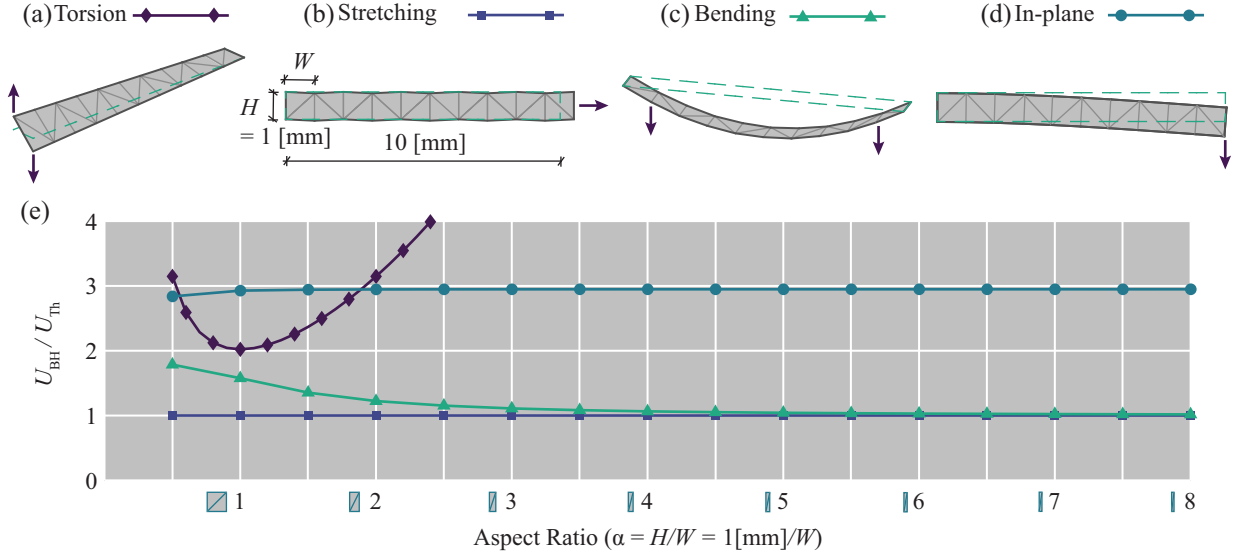 (a) Torsion (b) Stretching (c) Bending (d) In-plane
W
H
= 1 [mm]
10 [mm]
(e)
4
3
2
1
0
U_BH / U_Th
1 2 3 4 5 6 7 8
Aspect Ratio (α = H/W = 1[mm]/W)